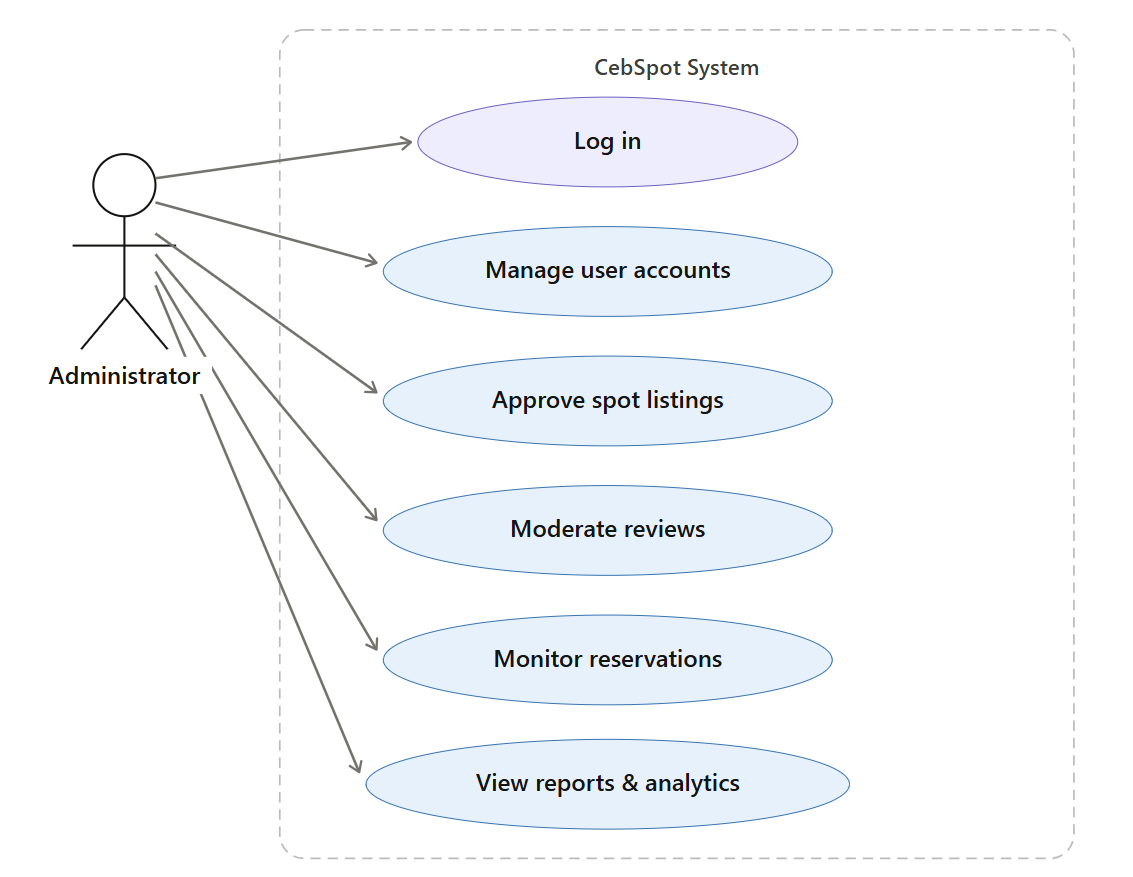 CebSpot System
Log in
Manage user accounts
Approve spot listings
Administrator
Moderate reviews
Monitor reservations
View reports & analytics